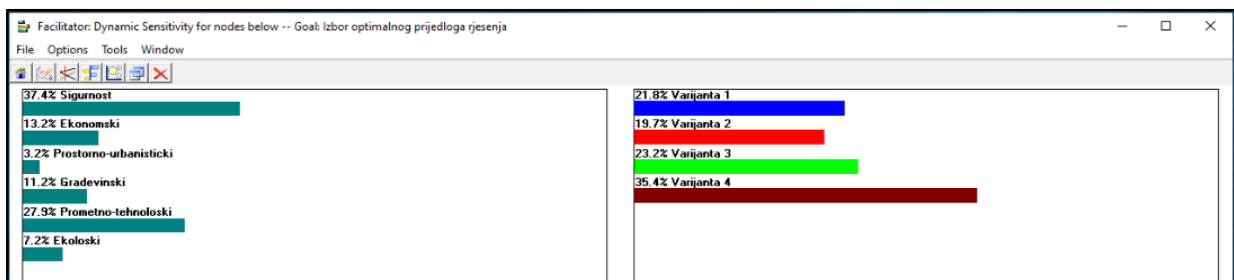 Facilitator: Dynamic Sensitivity for nodes below -- Goal: Izbor optimalnog prijedloga rjesenja
File Options Tools Window
37.4% Sigurnost
13.2% Ekonomski
3.2% Prostorno-urbanisticki
11.2% Gradevinski
27.9% Prometno-tehnoloski
7.2% Ekoloski
21.8% Varijanta 1
19.7% Varijanta 2
23.2% Varijanta 3
35.4% Varijanta 4